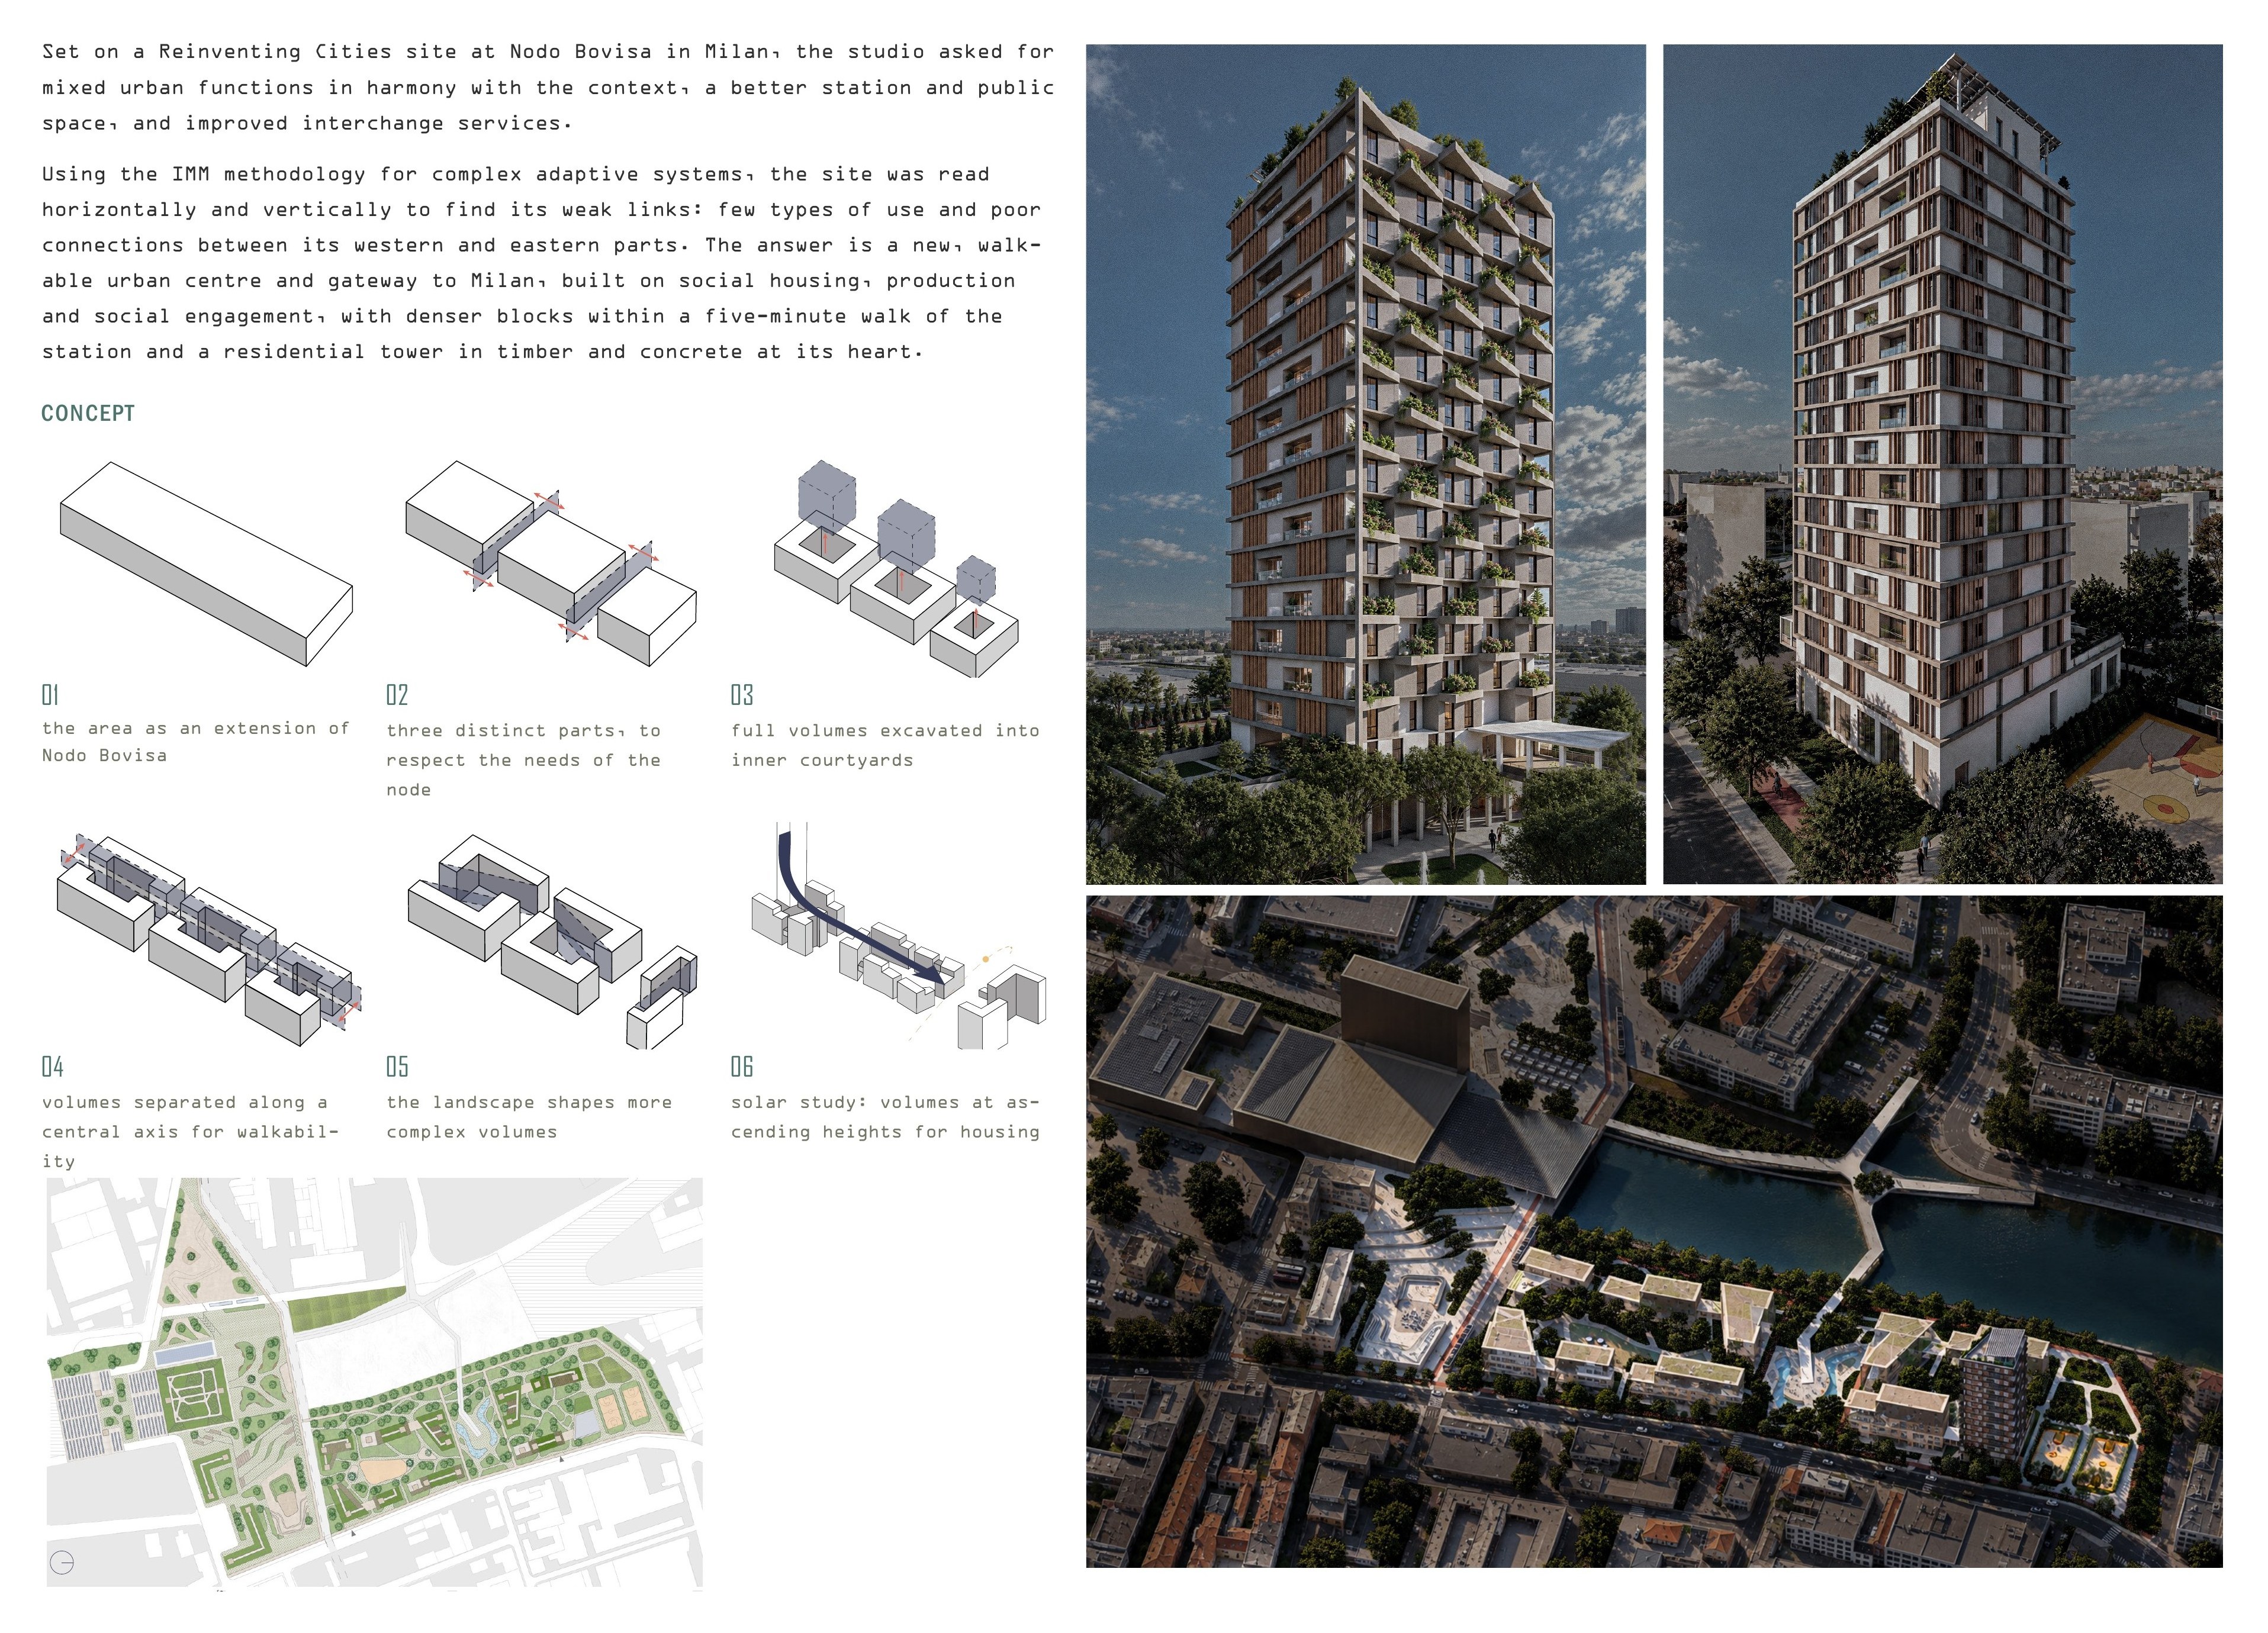 Set on a Reinventing Cities site at Nodo Bovisa in Milan, the studio asked for
mixed urban functions in harmony with the context, a better station and public
space, and improved interchange services.
Using the IMM methodology for complex adaptive systems, the site was read
horizontally and vertically to find its weak links: few types of use and poor
connections between its western and eastern parts. The answer is a new, walk-
able urban centre and gateway to Milan, built on social housing, production
and social engagement, with denser blocks within a five-minute walk of the
station and a residential tower in timber and concrete at its heart.
CONCEPT
01
the area as an extension of
Nodo Bovisa
02
three distinct parts, to
respect the needs of the
node
03
full volumes excavated into
inner courtyards
04
volumes separated along a
central axis for walkabil-
ity
05
the landscape shapes more
complex volumes
06
solar study: volumes at as-
cending heights for housing